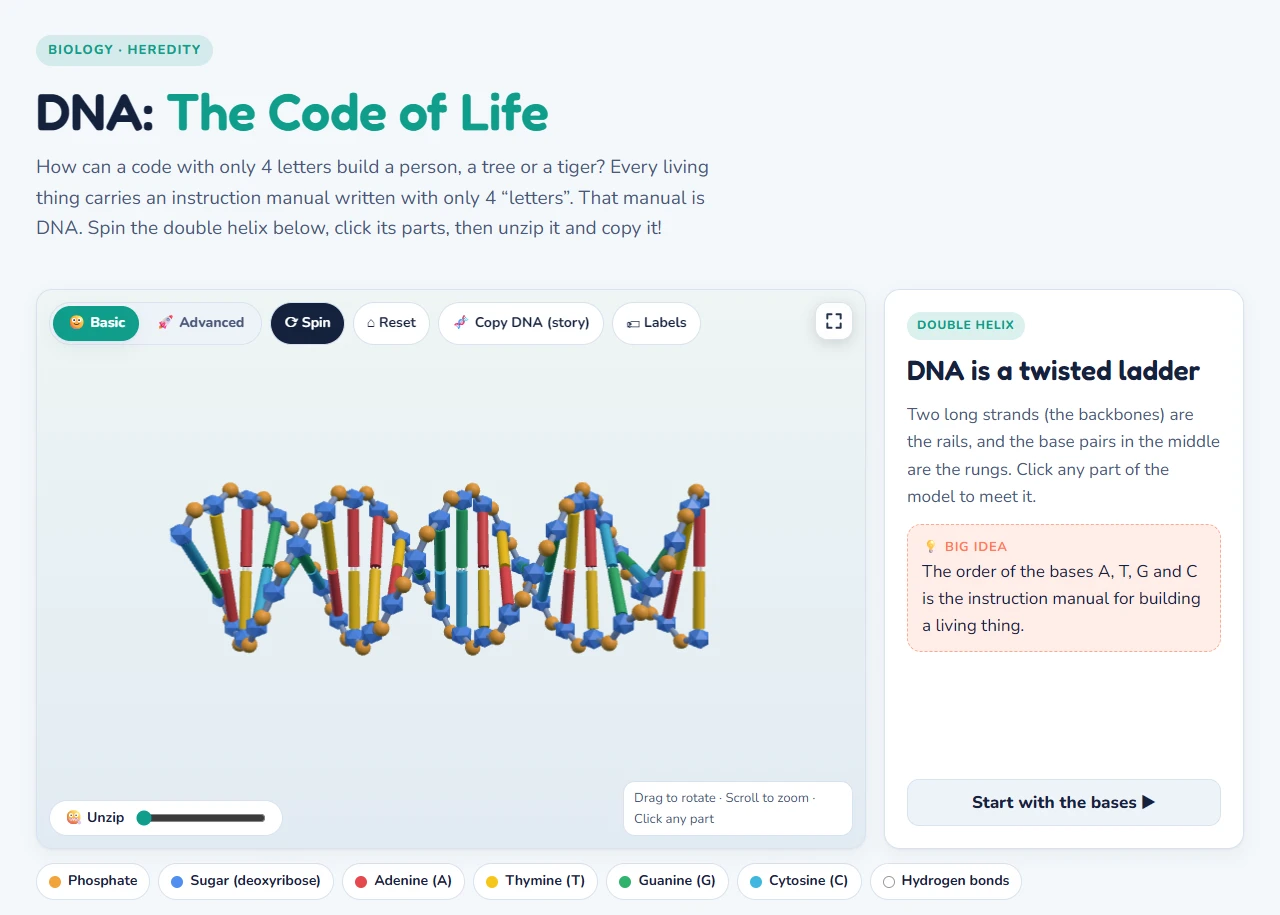 BIOLOGY · HEREDITY
DNA: The Code of Life
How can a code with only 4 letters build a person, a tree or a tiger? Every living
thing carries an instruction manual written with only 4 “letters”. That manual is
DNA. Spin the double helix below, click its parts, then unzip it and copy it!
Basic
Advanced
Spin
Reset
Copy DNA (story)
Labels
DOUBLE HELIX
DNA is a twisted ladder
Two long strands (the backbones) are
the rails, and the base pairs in the middle
are the rungs. Click any part of the
model to meet it.
BIG IDEA
The order of the bases A, T, G and C
is the instruction manual for building
a living thing.
Start with the bases ▶
Unzip
Drag to rotate · Scroll to zoom ·
Click any part
Phosphate
Sugar (deoxyribose)
Adenine (A)
Thymine (T)
Guanine (G)
Cytosine (C)
Hydrogen bonds